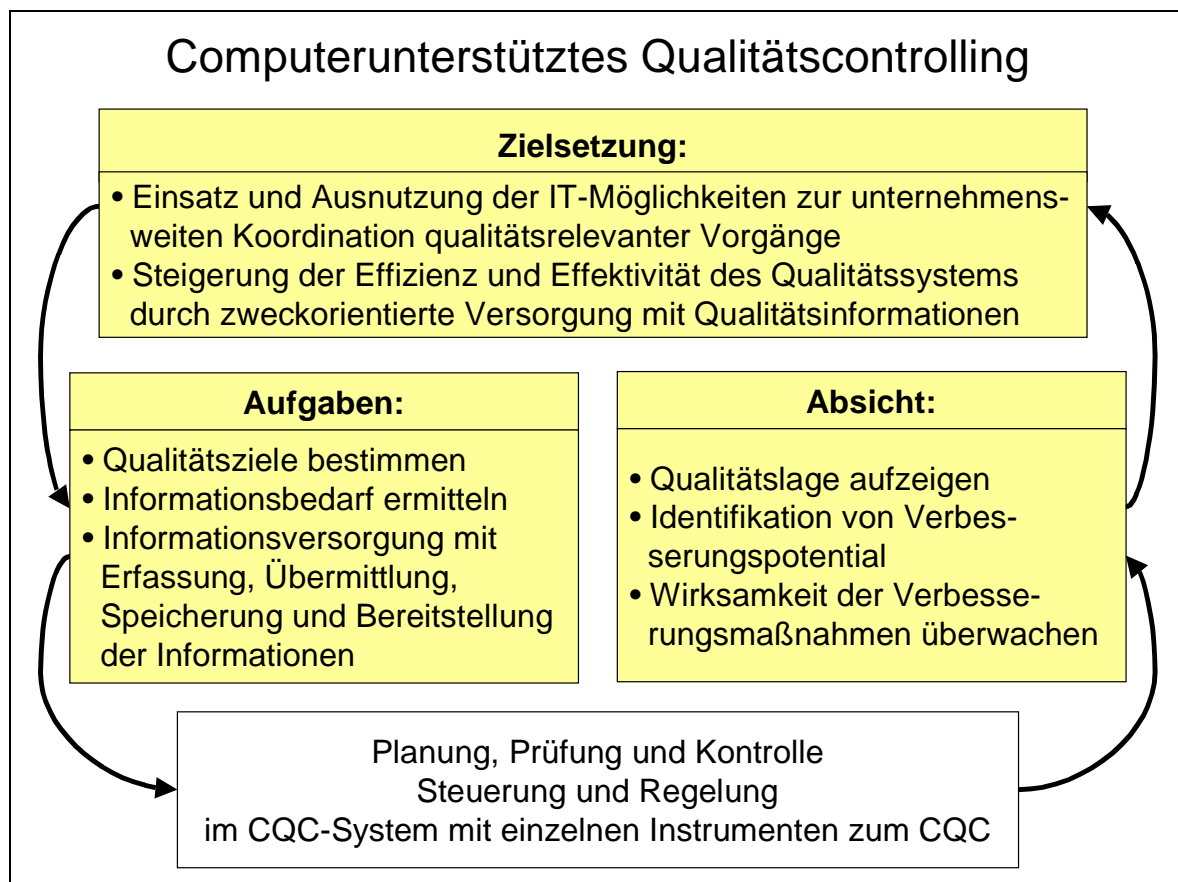 Computerunterstütztes Qualitätscontrolling
Zielsetzung:
• Einsatz und Ausnutzung der IT-Möglichkeiten zur unternehmens-
weiten Koordination qualitätsrelevanter Vorgänge
• Steigerung der Effizienz und Effektivität des Qualitätssystems
durch zweckorientierte Versorgung mit Qualitätsinformationen
Aufgaben:
• Qualitätsziele bestimmen
• Informationsbedarf ermitteln
• Informationsversorgung mit
Erfassung, Übermittlung,
Speicherung und Bereitstellung
der Informationen
Absicht:
• Qualitätslage aufzeigen
• Identifikation von Verbes-
serungspotential
• Wirksamkeit der Verbesse-
rungsmaßnahmen überwachen
Planung, Prüfung und Kontrolle
Steuerung und Regelung
im CQC-System mit einzelnen Instrumenten zum CQC